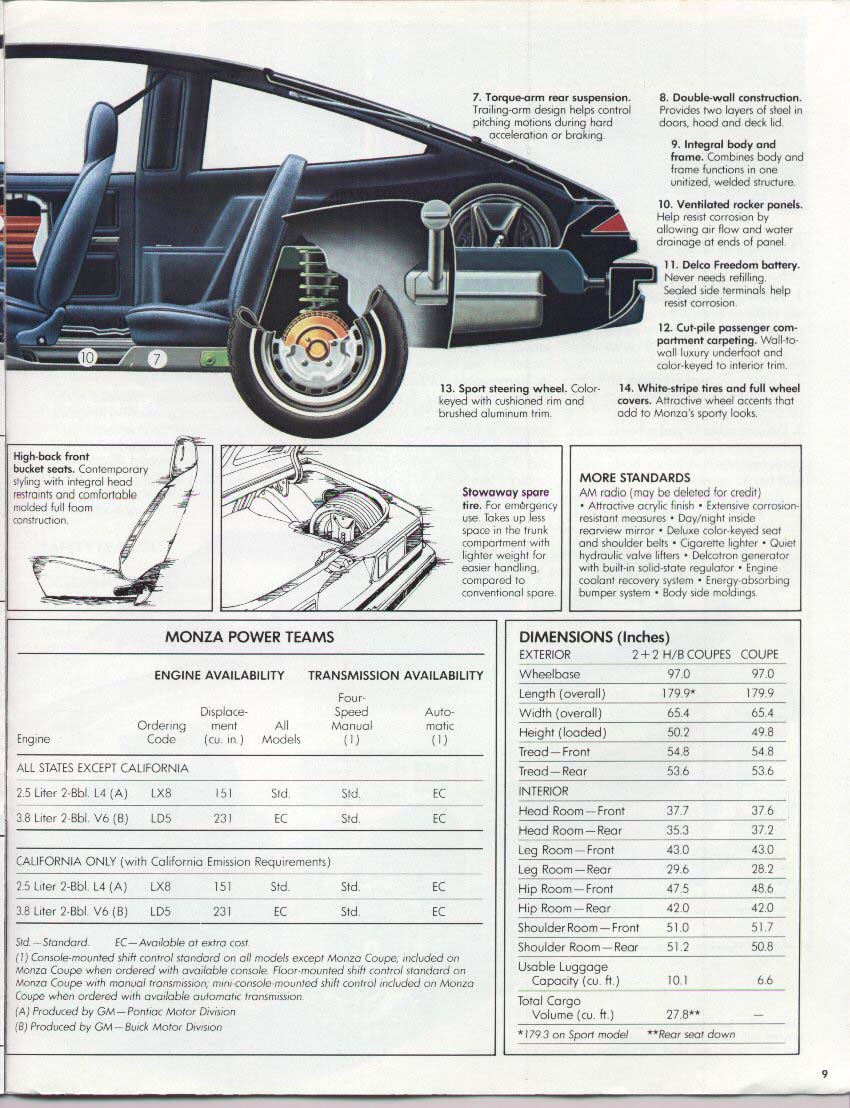 7. Torque-arm rear suspension.
Trailing-arm design helps control
pitching motions during hard
acceleration or braking.
8. Double-wall construction.
Provides two layers of steel in
doors, hood and deck lid.
9. Integral body and
frame. Combines body and
frame functions in one
unitized, welded structure.
10. Ventilated rocker panels.
Help resist corrosion by
allowing air flow and water
drainage at ends of panel.
11. Delco Freedom battery.
Never needs refilling.
Sealed side terminals help
resist corrosion.
12. Cut-pile passenger com-
partment carpeting. Wall-to-
wall luxury underfoot and
color-keyed to interior trim.
10 7
13. Sport steering wheel. Color-
keyed with cushioned rim and
brushed aluminum trim.
14. White-stripe tires and full wheel
covers. Attractive wheel accents that
add to Monza's sporty looks.
High-back front
bucket seats. Contemporary
styling with integral head
restraints and comfortable
molded full foam
construction.
Stowaway spare
tire. For emergency
use. Takes up less
space in the trunk
compartment with
lighter weight for
easier handling,
compared to
conventional spare.
MORE STANDARDS
AM radio (may be deleted for credit)
• Attractive acrylic finish • Extensive corrosion-
resistant measures • Day/night inside
rearview mirror • Deluxe color-keyed seat
and shoulder belts • Cigarette lighter • Quiet
hydraulic valve lifters • Delcotron generator
with built-in solid-state regulator • Engine
coolant recovery system • Energy-absorbing
bumper system • Body side moldings.
MONZA POWER TEAMS
ENGINE AVAILABILITY TRANSMISSION AVAILABILITY
Four-
Displace- Speed Auto-
Ordering ment All Manual matic
Engine Code (cu. in.) Models (1) (1)
ALL STATES EXCEPT CALIFORNIA
2.5 Liter 2-Bbl. L4 (A) LX8 151 Std. Std. EC
3.8 Liter 2-Bbl. V6 (B) LD5 231 EC Std. EC
CALIFORNIA ONLY (with California Emission Requirements)
2.5 Liter 2-Bbl. L4 (A) LX8 151 Std. Std. EC
3.8 Liter 2-Bbl. V6 (B) LD5 231 EC Std. EC
Std.—Standard. EC—Available at extra cost.
(1) Console-mounted shift control standard on all models except Monza Coupe; included on
Monza Coupe when ordered with available console. Floor-mounted shift control standard on
Monza Coupe with manual transmission; mini-console-mounted shift control included on Monza
Coupe when ordered with available automatic transmission.
(A) Produced by GM—Pontiac Motor Division
(B) Produced by GM—Buick Motor Division
DIMENSIONS (Inches)
EXTERIOR 2+2 H/B COUPES COUPE
Wheelbase 97.0 97.0
Length (overall) 179.9* 179.9
Width (overall) 65.4 65.4
Height (loaded) 50.2 49.8
Tread—Front 54.8 54.8
Tread—Rear 53.6 53.6
INTERIOR
Head Room—Front 37.7 37.6
Head Room—Rear 35.3 37.2
Leg Room—Front 43.0 43.0
Leg Room—Rear 29.6 28.2
Hip Room—Front 47.5 48.6
Hip Room—Rear 42.0 42.0
Shoulder Room—Front 51.0 51.7
Shoulder Room—Rear 51.2 50.8
Usable Luggage
Capacity (cu. ft.) 10.1 6.6
Total Cargo
Volume (cu. ft.) 27.8** —
*179.3 on Sport model **Rear seat down
9